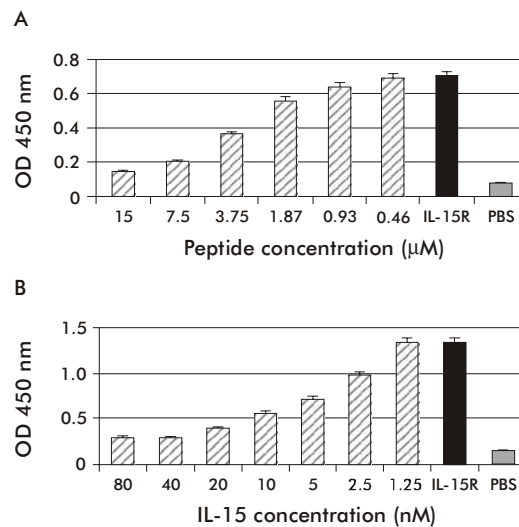 A
OD 450 nm
0.8
0.6
0.4
0.2
0
15 7.5 3.75 1.87 0.93 0.46 IL-15R PBS
Peptide concentration (μM)
B
OD 450 nm
1.5
1.0
0.5
0
80 40 20 10 5 2.5 1.25 IL-15R PBS
IL-15 concentration (nM)